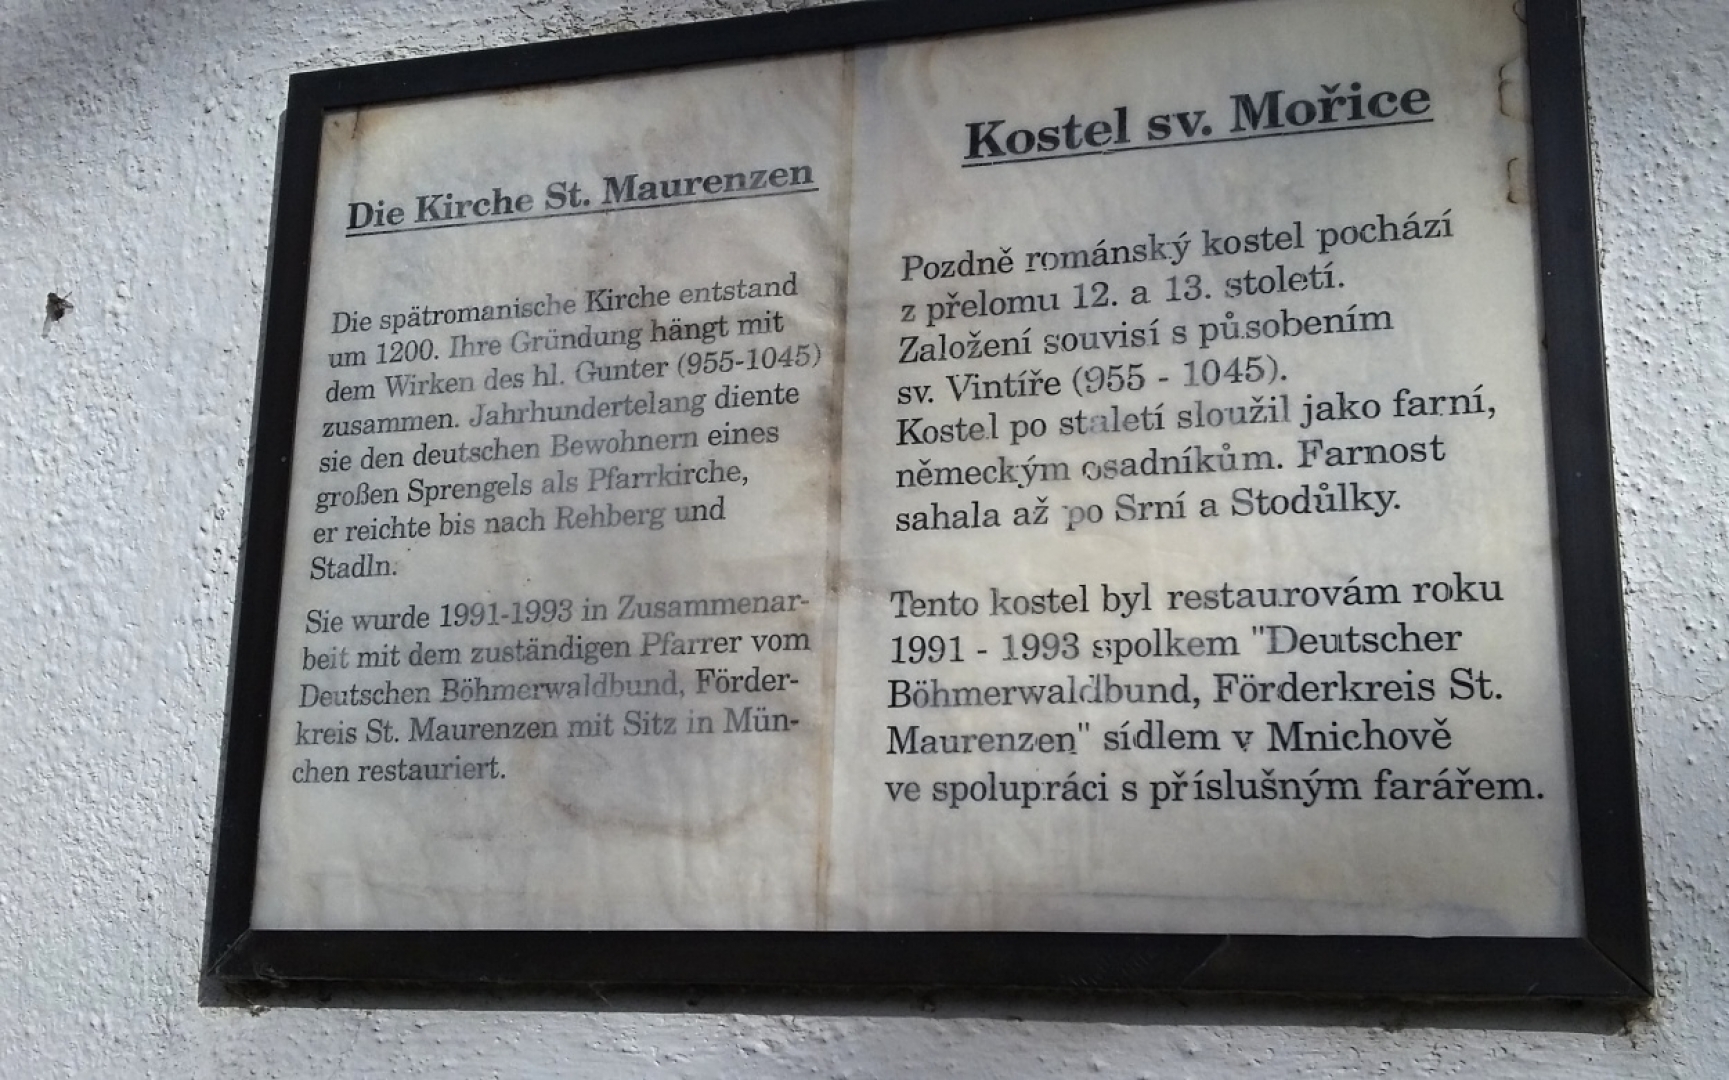 Die Kirche St. Maurenzen
Die spätromanische Kirche entstand
um 1200. Ihre Gründung hängt mit
dem Wirken des hl. Gunter (955-1045)
zusammen. Jahrhundertelang diente
sie den deutschen Bewohnern eines
großen Sprengels als Pfarrkirche,
er reichte bis nach Rehberg und
Stadln.
Sie wurde 1991-1993 in Zusammenar-
beit mit dem zuständigen Pfarrer vom
Deutschen Böhmerwaldbund, Förder-
kreis St. Maurenzen mit Sitz in Mün-
chen restauriert.
Kostel sv. Mořice
Pozdně románský kostel pochází
z přelomu 12. a 13. století.
Založení souvisí s působením
sv. Vintíře (955 - 1045).
Kostel po staletí sloužil jako farní,
německým osadníkům. Farnost
sahala až po Srní a Stodůlky.
Tento kostel byl restaurovám roku
1991 - 1993 spolkem "Deutscher
Böhmerwaldbund, Förderkreis St.
Maurenzen" sídlem v Mnichově
ve spolupráci s příslušným farářem.